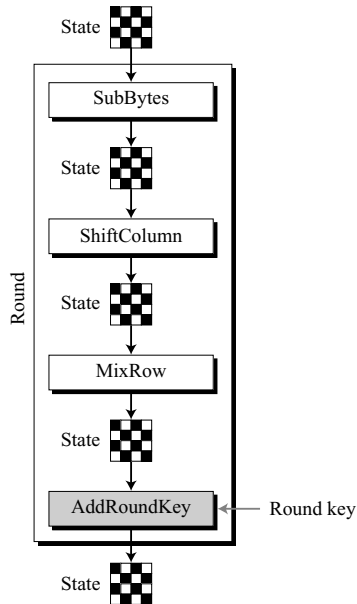 State
SubBytes
State
ShiftColumn
State
Round
MixRow
State
AddRoundKey
Round key
State